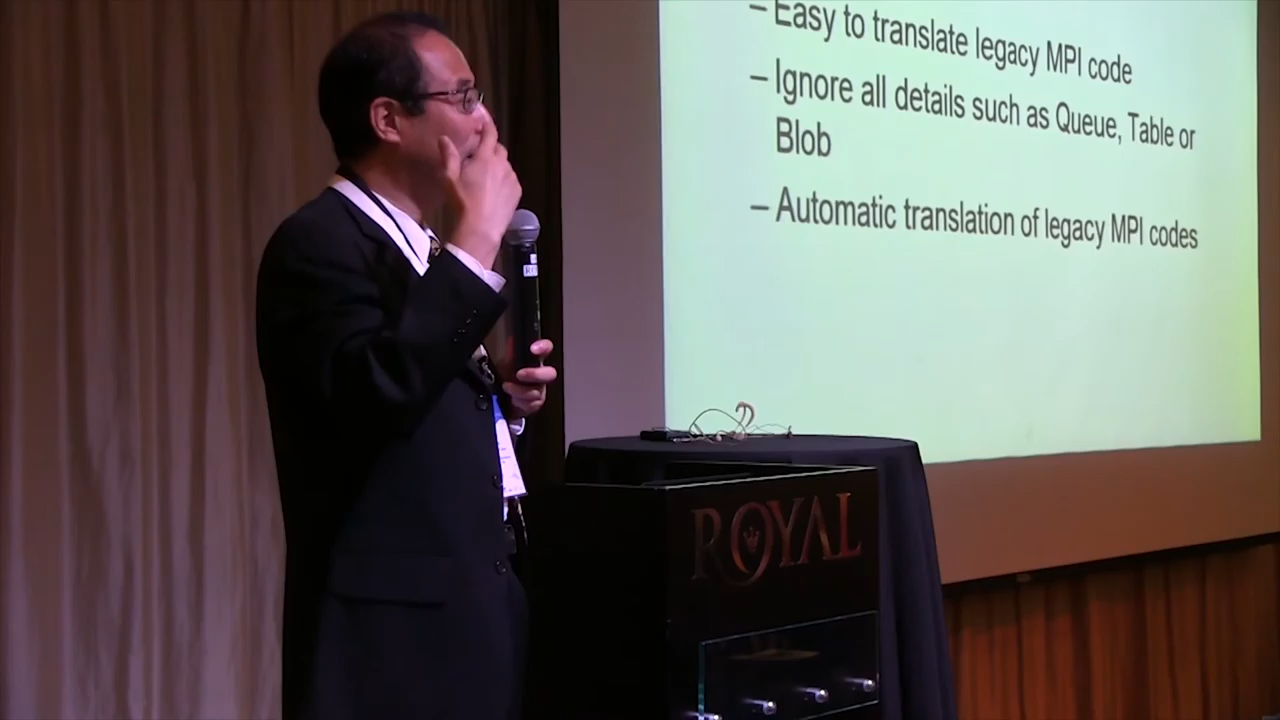 – Easy to translate legacy MPI code
– Ignore all details such as Queue, Table or
Blob
– Automatic translation of legacy MPI codes
ROYAL